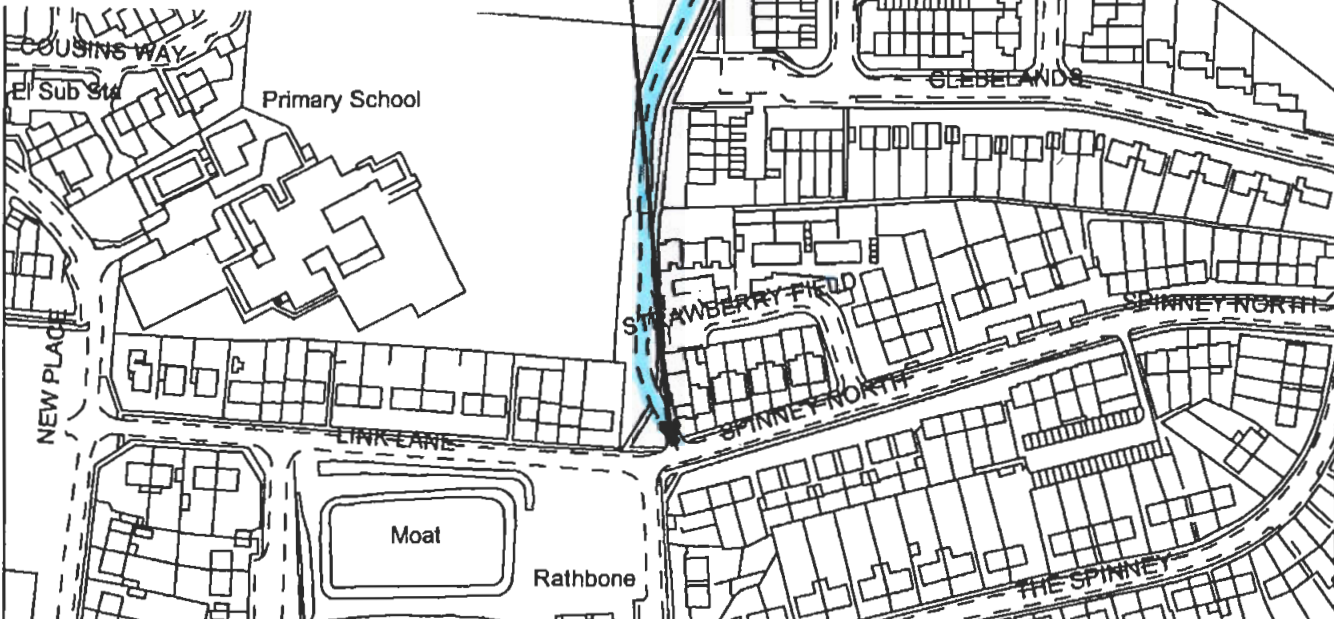 COUSINS WAY
GLEBELANDS
El Sub Sta
Primary School
STRAWBERRY FIELD
SPINNEY NORTH
NEW PLACE
SPINNEY NORTH
LINK LANE
Moat
Rathbone
THE SPINNEY